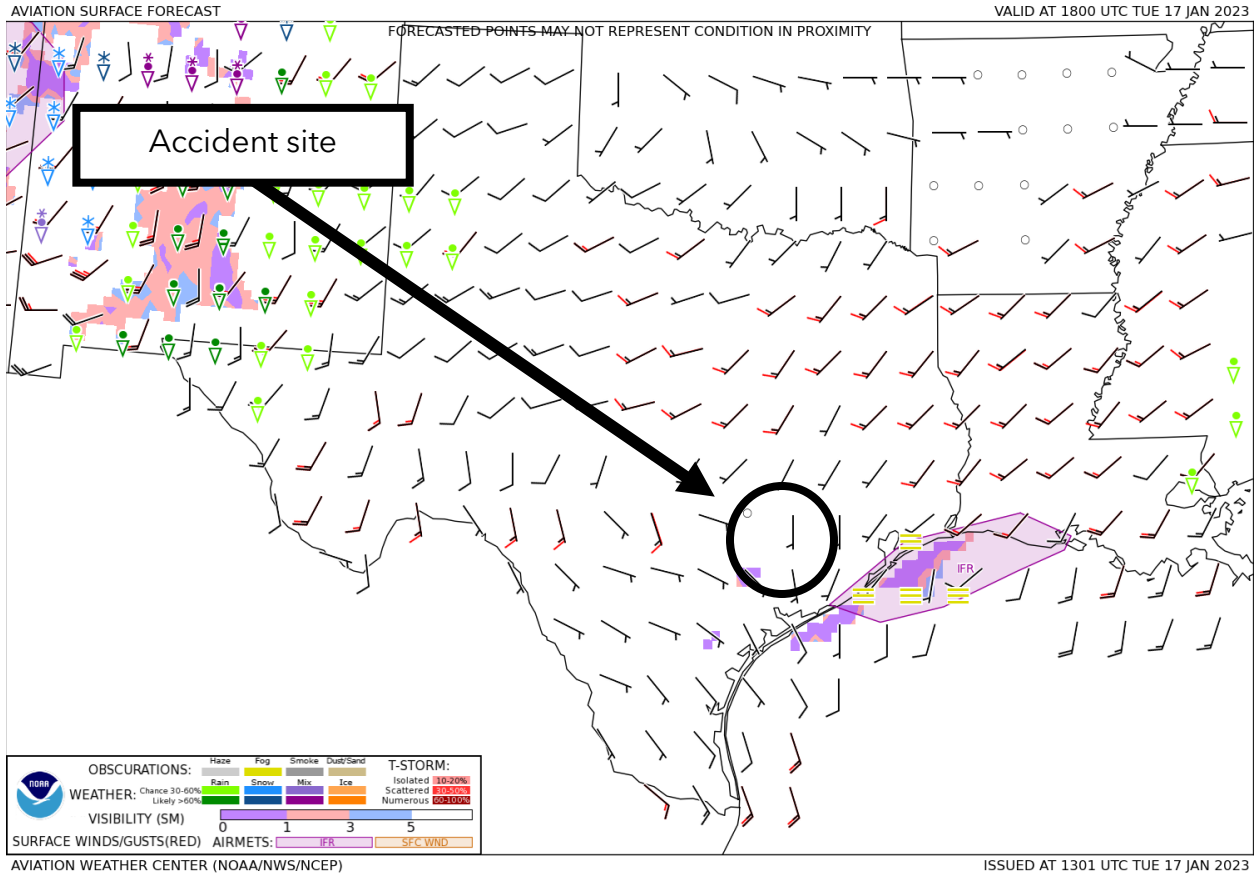 AVIATION SURFACE FORECAST
VALID AT 1800 UTC TUE 17 JAN 2023
FORECASTED POINTS MAY NOT REPRESENT CONDITION IN PROXIMITY
Accident site
IFR
NOAA
OBSCURATIONS:
Haze
Fog
Smoke
Dust/Sand
T-STORM:
WEATHER:
Rain
Snow
Mix
Ice
Chance 30-60%
Likely >60%
Isolated 10-20%
Scattered 30-50%
Numerous 60-100%
VISIBILITY (SM)
0 1 3 5
SURFACE WINDS/GUSTS(RED)
AIRMETS:
IFR
SFC WND
AVIATION WEATHER CENTER (NOAA/NWS/NCEP)
ISSUED AT 1301 UTC TUE 17 JAN 2023